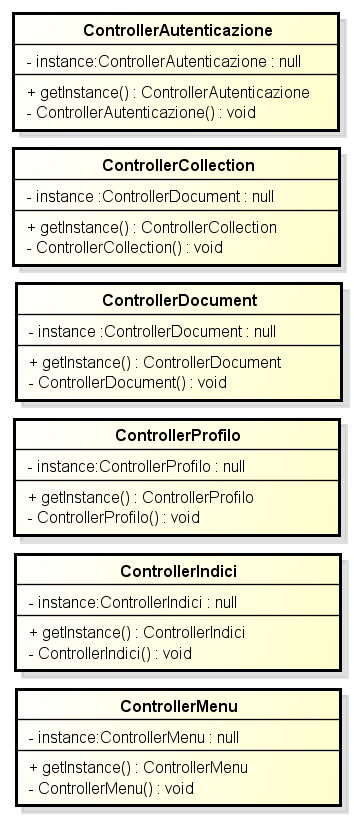 ControllerAutenticazione
- instance:ControllerAutenticazione : null
+ getInstance() : ControllerAutenticazione
- ControllerAutenticazione() : void
ControllerCollection
- instance :ControllerDocument : null
+ getInstance() : ControllerCollection
- ControllerCollection() : void
ControllerDocument
- instance :ControllerDocument : null
+ getInstance() : ControllerDocument
- ControllerDocument() : void
ControllerProfilo
- instance:ControllerProfilo : null
+ getInstance() : ControllerProfilo
- ControllerProfilo() : void
ControllerIndici
- instance:ControllerIndici : null
+ getInstance() : ControllerIndici
- ControllerIndici() : void
ControllerMenu
- instance:ControllerMenu : null
+ getInstance() : ControllerMenu
- ControllerMenu() : void